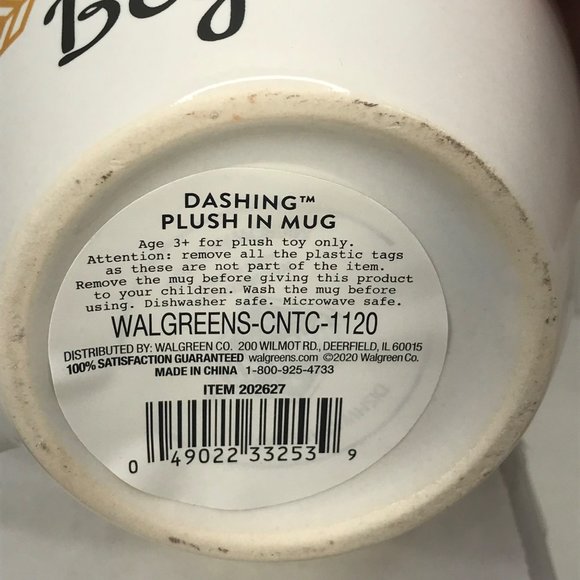 DASHING™
PLUSH IN MUG
Age 3+ for plush toy only.
Attention: remove all the plastic tags
as these are not part of the item.
Remove the mug before giving this product
to your children. Wash the mug before
using. Dishwasher safe. Microwave safe.
WALGREENS-CNTC-1120
DISTRIBUTED BY: WALGREEN CO. 200 WILMOT RD., DEERFIELD, IL 60015
100% SATISFACTION GUARANTEED walgreens.com ©2020 Walgreen Co.
MADE IN CHINA 1-800-925-4733
ITEM 202627
0 49022 33253 9